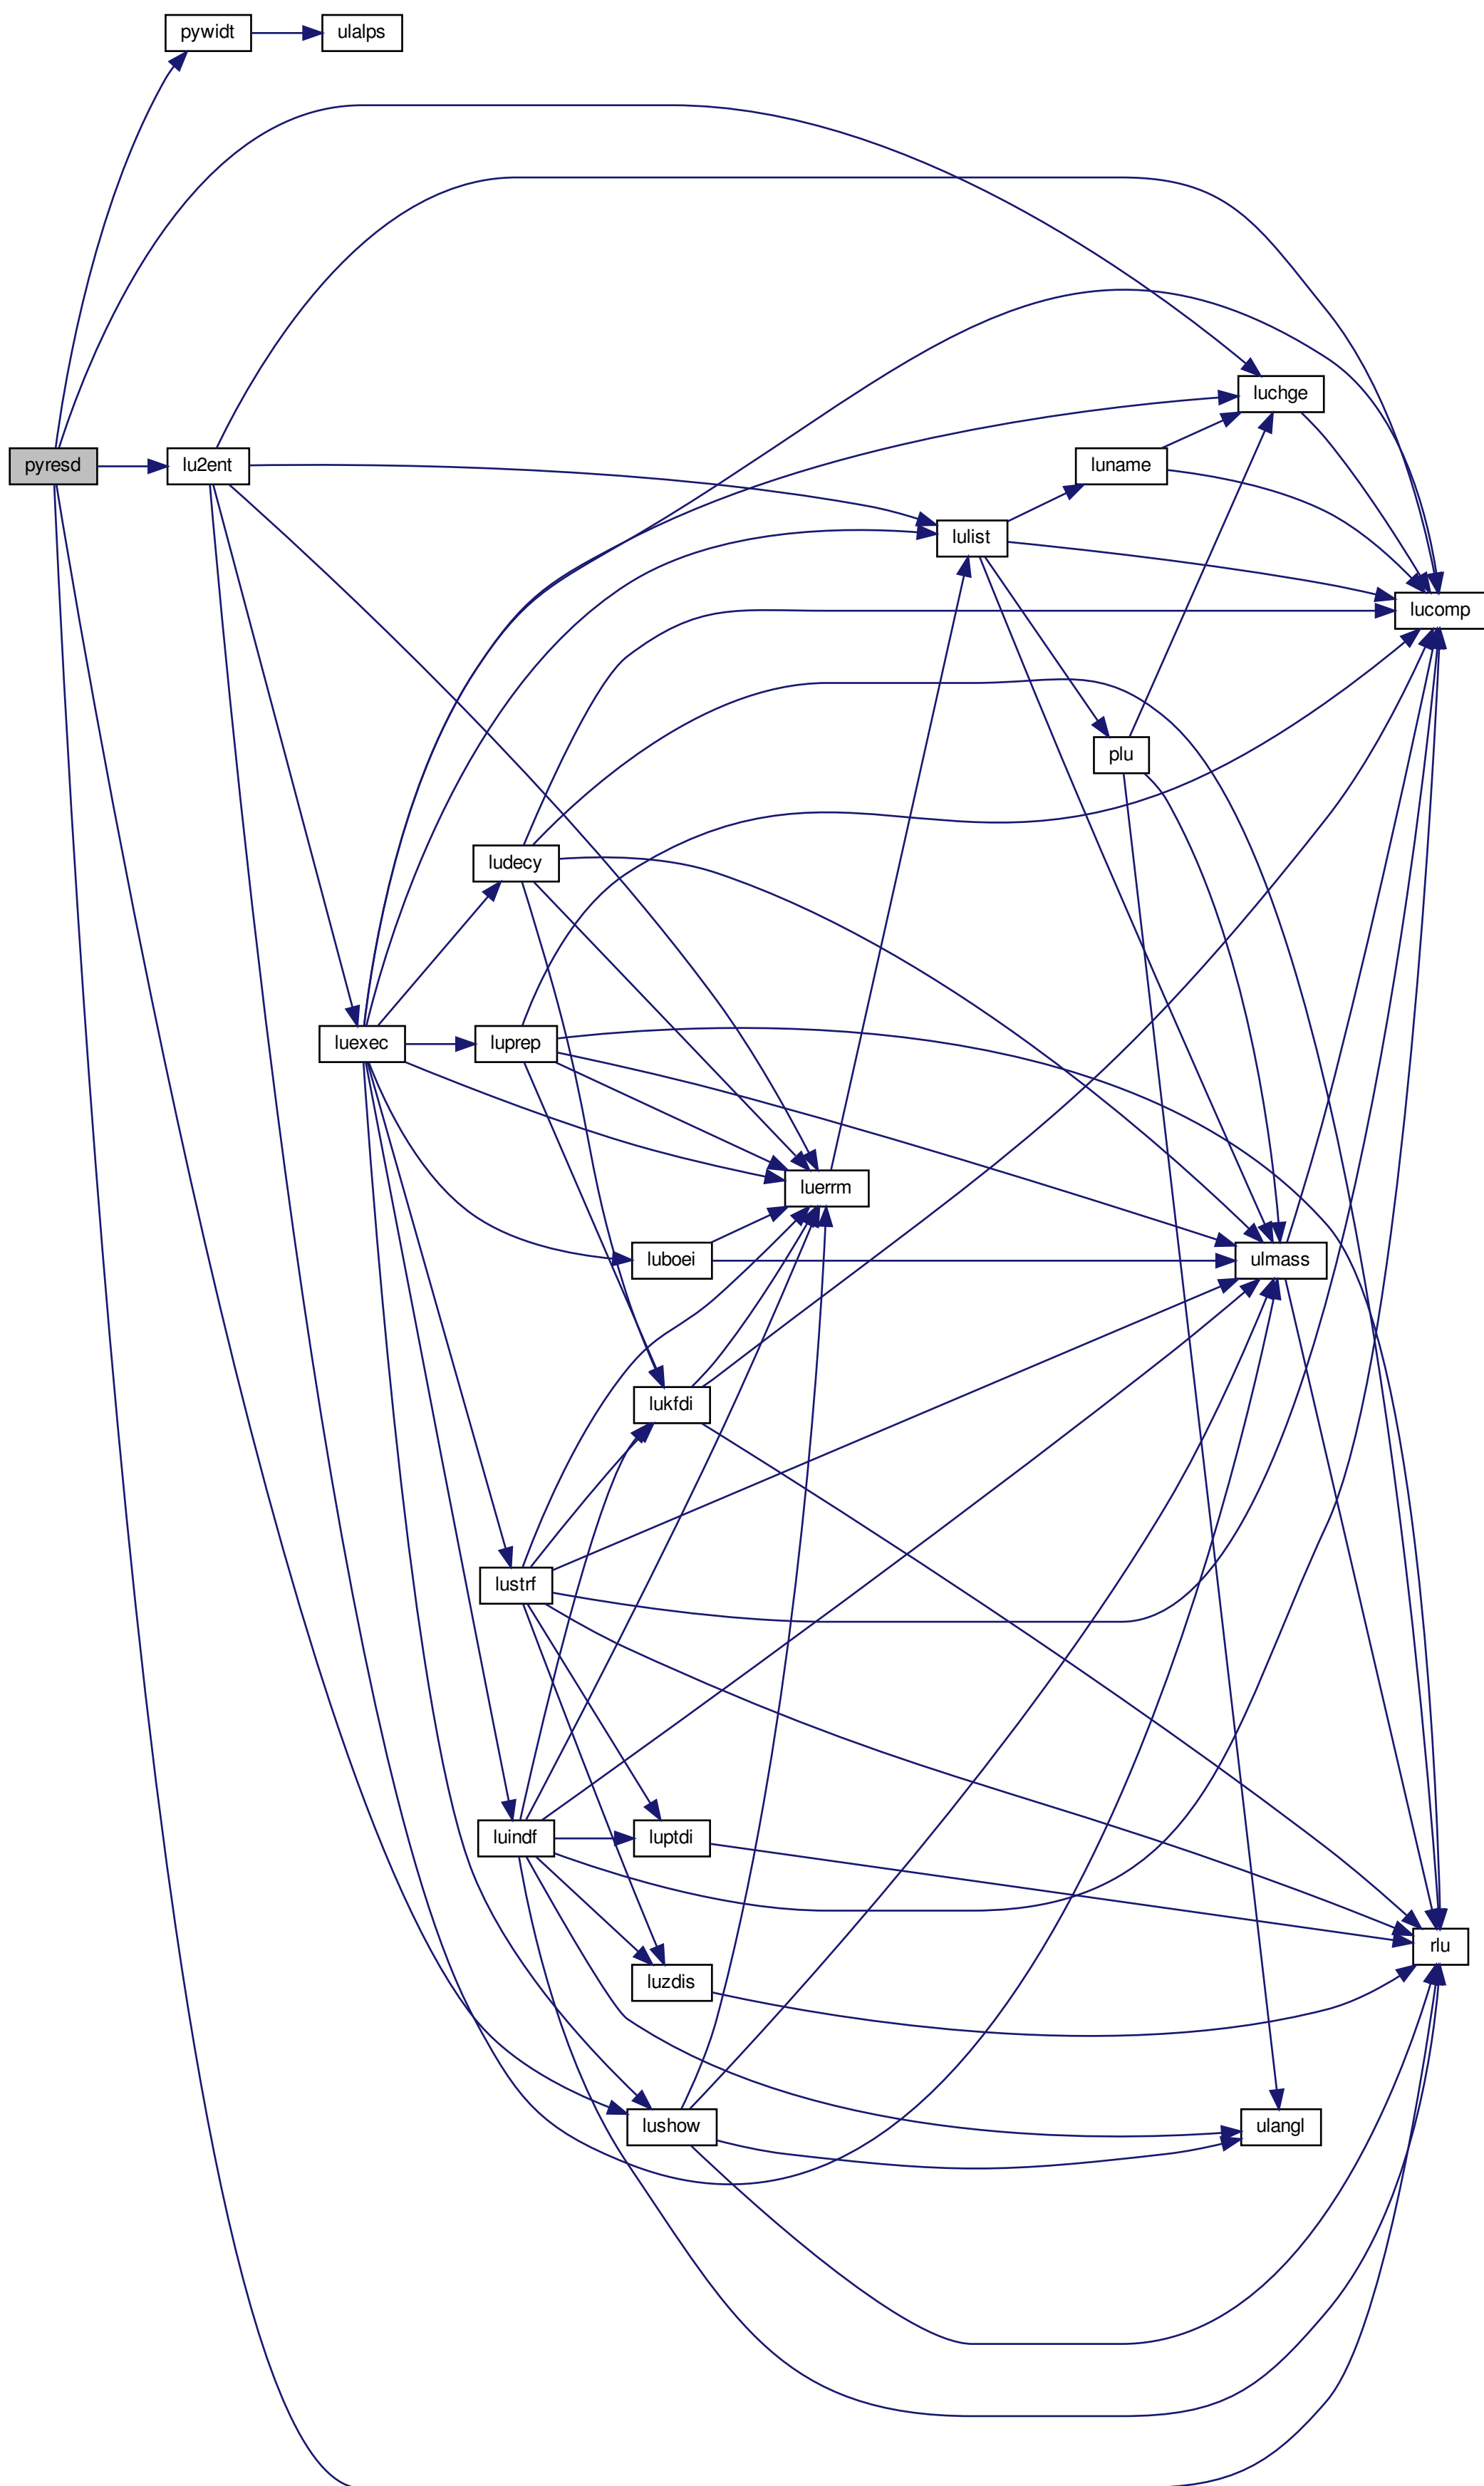 pywidt
ulalps
luchge
pyresd
lu2ent
luname
lulist
lucomp
plu
ludecy
luexec
luprep
luerrm
luboei
ulmass
lukfdi
lustrf
luindf
luptdi
rlu
luzdis
lushow
ulangl